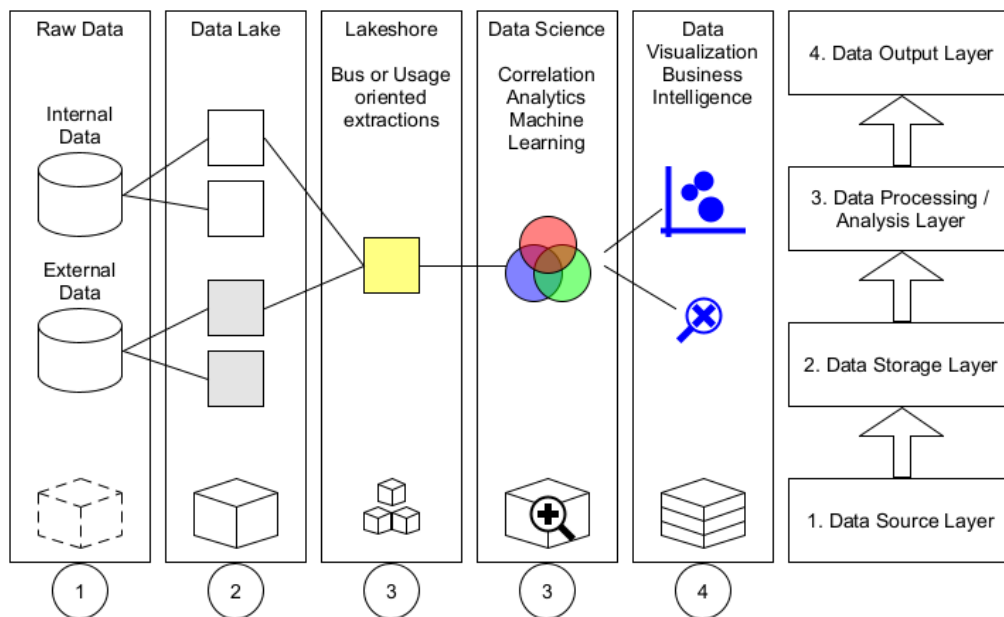 Raw Data
Internal
Data
External
Data
1
Data Lake
2
Lakeshore
Bus or Usage
oriented
extractions
3
Data Science
Correlation
Analytics
Machine
Learning
3
Data
Visualization
Business
Intelligence
4
4. Data Output Layer
3. Data Processing /
Analysis Layer
2. Data Storage Layer
1. Data Source Layer